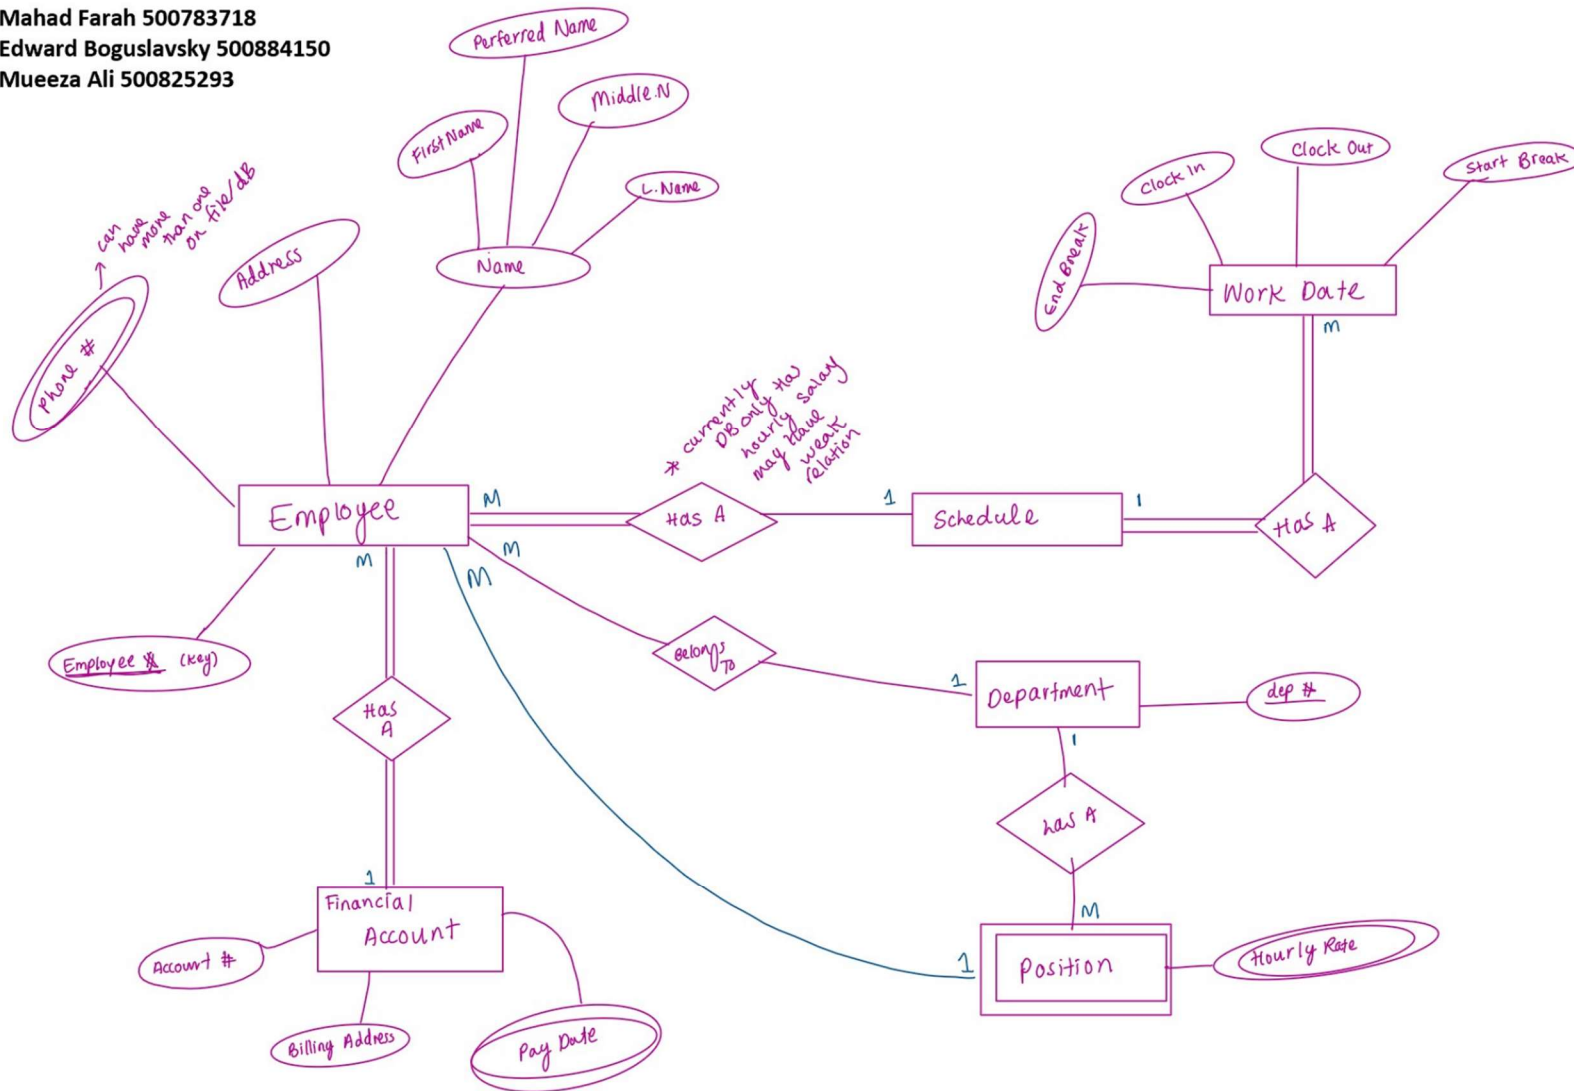 Mahad Farah 500783718
Edward Boguslavsky 500884150
Mueeza Ali 500825293
Perferred Name
Middle.N
First Name
L.Name
Name
can
have
more
than one
on file/dB
Address
Phone #
Clock In
Clock Out
Start Break
End Break
Work Date
M
* currently
DB only Has
hourly salary
may have
weak
relation
Employee
M
Has A
1
Schedule
1
Has A
M
M
M
Employee # (key)
Belongs
To
1
Department
dep #
1
Has
A
has A
M
1
Financial
Account
Account #
Billing Address
Pay Date
1
Position
Hourly Rate